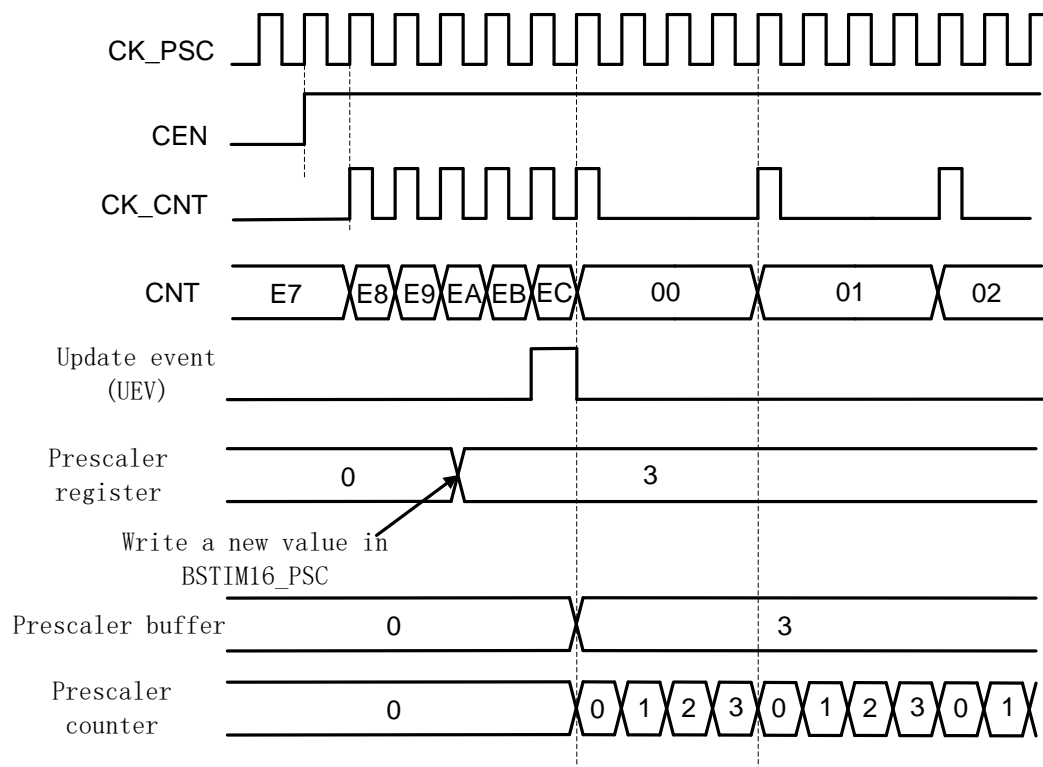 CK_PSC
CEN
CK_CNT
CNT E7 E8 E9 EA EB EC 00 01 02
Update event
(UEV)
Prescaler
register
0 3
Write a new value in
BSTIM16_PSC
Prescaler buffer 0 3
Prescaler
counter
0 0 1 2 3 0 1 2 3 0 1